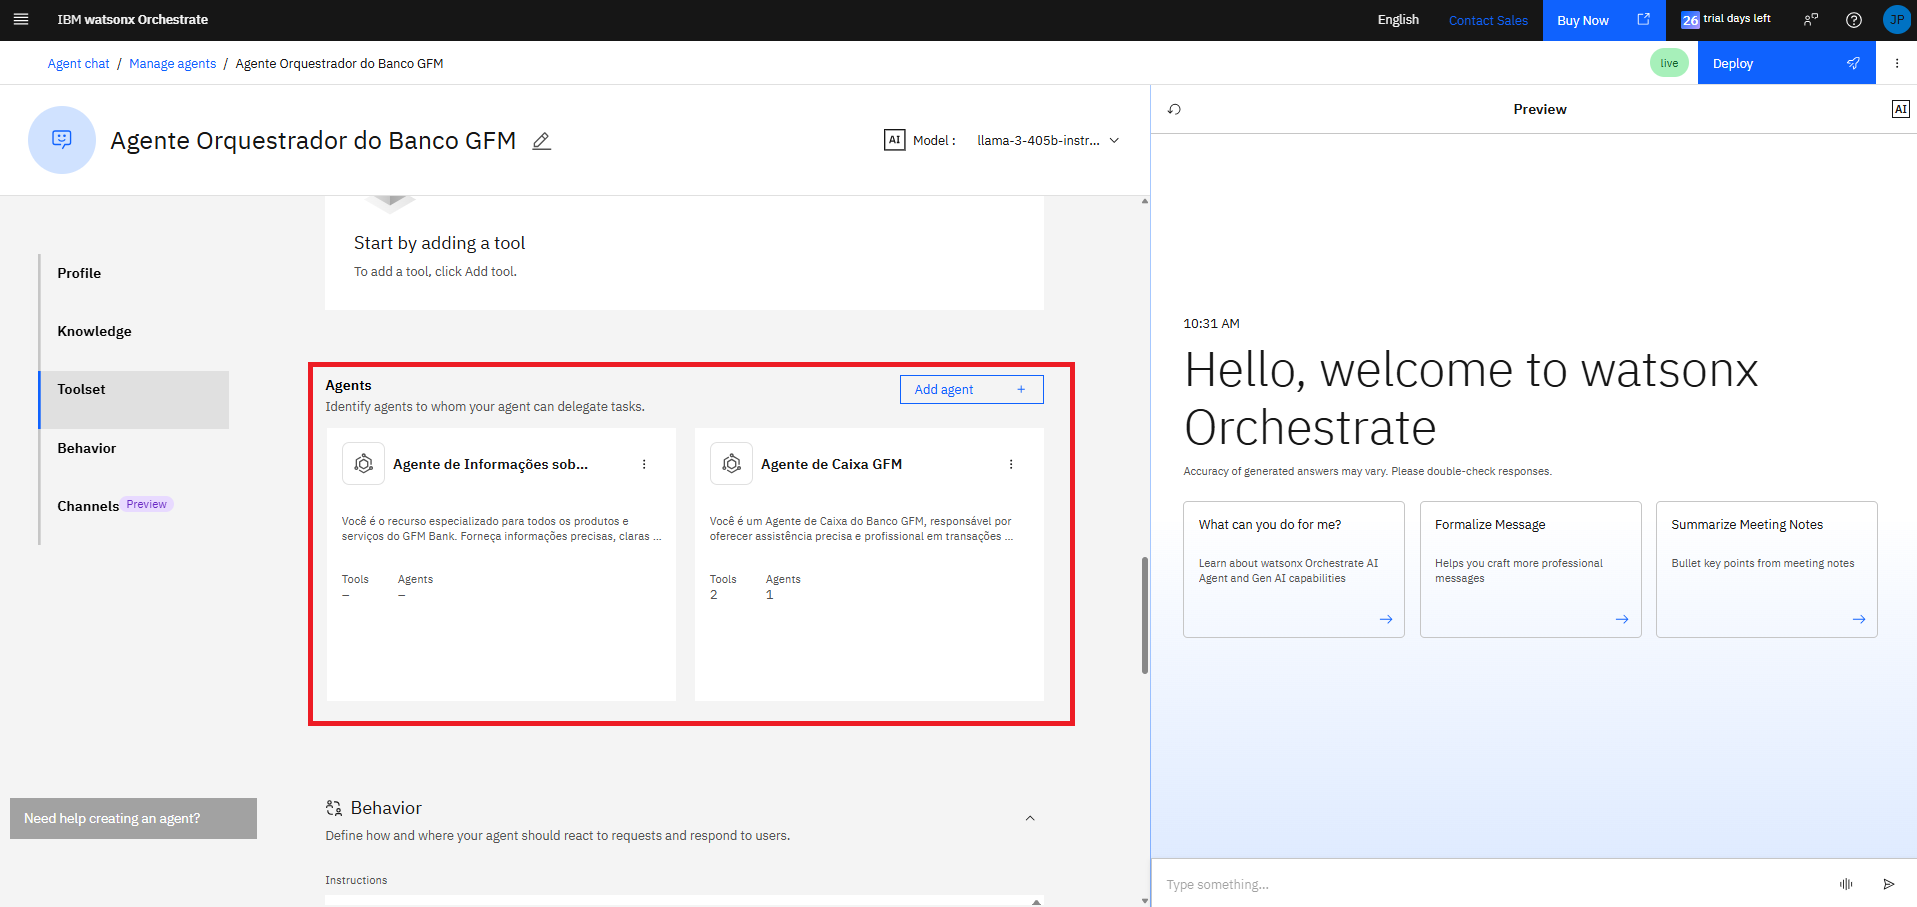 IBM watsonx Orchestrate
English
Contact Sales
Buy Now
26 trial days left
JP
Agent chat / Manage agents / Agente Orquestrador do Banco GFM
live
Deploy
Agente Orquestrador do Banco GFM
AI Model : llama-3-405b-instr...
Preview
AI
Profile
Knowledge
Toolset
Behavior
Channels Preview
Need help creating an agent?
Start by adding a tool
To add a tool, click Add tool.
Agents
Identify agents to whom your agent can delegate tasks.
Add agent +
Agente de Informações sob...
Você é o recurso especializado para todos os produtos e
serviços do GFM Bank. Forneça informações precisas, claras ...
Tools Agents
– –
Agente de Caixa GFM
Você é um Agente de Caixa do Banco GFM, responsável por
oferecer assistência precisa e profissional em transações ...
Tools Agents
2 1
Behavior
Define how and where your agent should react to requests and respond to users.
Instructions
10:31 AM
Hello, welcome to watsonx
Orchestrate
Accuracy of generated answers may vary. Please double-check responses.
What can you do for me?
Learn about watsonx Orchestrate AI
Agent and Gen AI capabilities
Formalize Message
Helps you craft more professional
messages
Summarize Meeting Notes
Bullet key points from meeting notes
Type something...